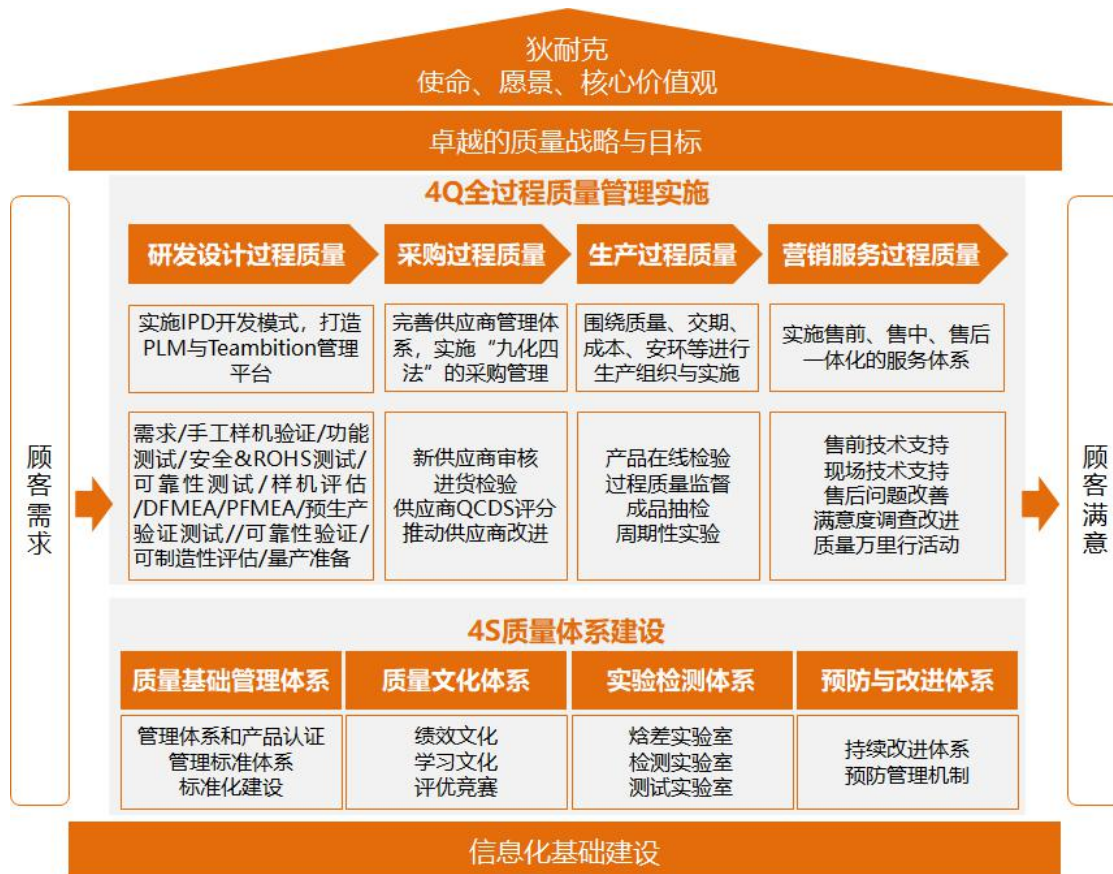 狄耐克
使命、愿景、核心价值观
卓越的质量战略与目标
顾客需求
4Q全过程质量管理实施
研发设计过程质量
采购过程质量
生产过程质量
营销服务过程质量
实施IPD开发模式，打造
PLM与Teambition管理
平台
完善供应商管理体
系，实施“九化四
法”的采购管理
围绕质量、交期、
成本、安环等进行
生产组织与实施
实施售前、售中、售后
一体化的服务体系
需求/手工样机验证/功能
测试/安全&ROHS测试/
可靠性测试/样机评估
/DFMEA/PFMEA/预生产
验证测试//可靠性验证/
可制造性评估/量产准备
新供应商审核
进货检验
供应商QCDS评分
推动供应商改进
产品在线检验
过程质量监督
成品抽检
周期性实验
售前技术支持
现场技术支持
售后问题改善
满意度调查改进
质量万里行活动
顾客满意
4S质量体系建设
质量基础管理体系
质量文化体系
实验检测体系
预防与改进体系
管理体系和产品认证
管理标准体系
标准化建设
绩效文化
学习文化
评优竞赛
焓差实验室
检测实验室
测试实验室
持续改进体系
预防管理机制
信息化基础建设